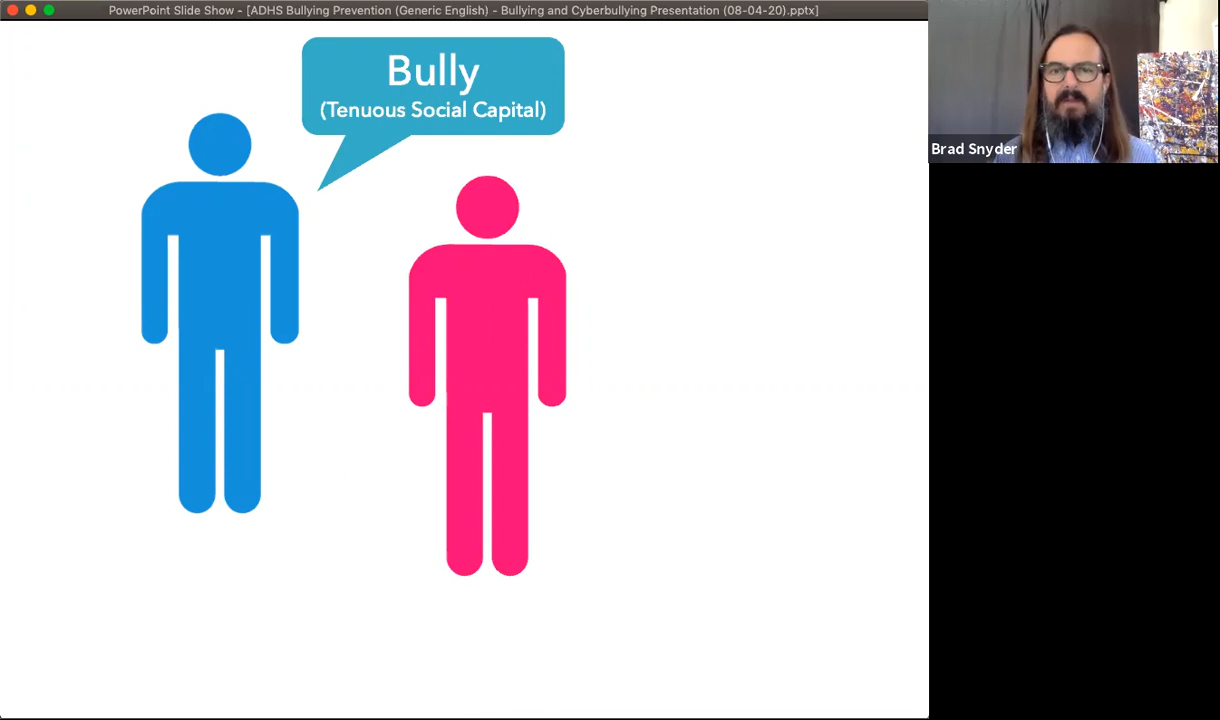 PowerPoint Slide Show - [ADHS Bullying Prevention (Generic English) - Bullying and Cyberbullying Presentation (08-04-20).pptx]
Bully
(Tenuous Social Capital)
Brad Snyder